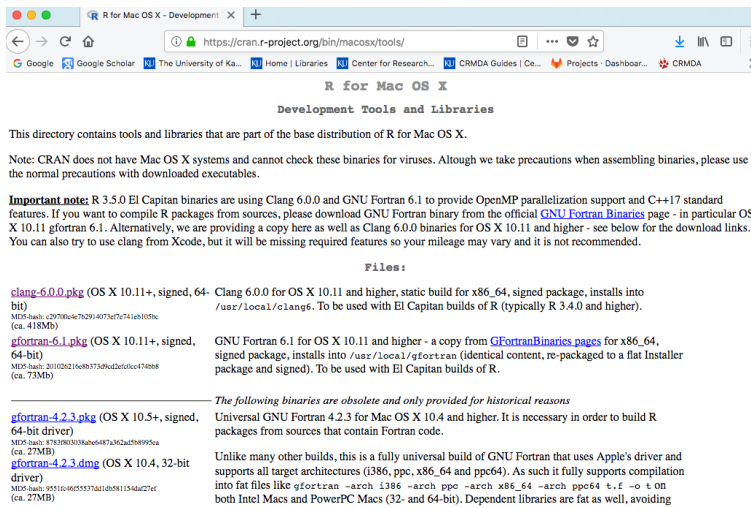 R for Mac OS X - Development
https://cran.r-project.org/bin/macosx/tools/
Google Google Scholar The University of Ka... Home | Libraries Center for Research... CRMDA Guides | Ce... Projects · Dashboar... CRMDA
R for Mac OS X
Development Tools and Libraries
This directory contains tools and libraries that are part of the base distribution of R for Mac OS X.
Note: CRAN does not have Mac OS X systems and cannot check these binaries for viruses. Altough we take precautions when assembling binaries, please use
the normal precautions with downloaded executables.
Important note: R 3.5.0 El Capitan binaries are using Clang 6.0.0 and GNU Fortran 6.1 to provide OpenMP parallelization support and C++17 standard
features. If you want to compile R packages from sources, please download GNU Fortran binary from the official GNU Fortran Binaries page - in particular OS
X 10.11 gfortran 6.1. Alternatively, we are providing a copy here as well as Clang 6.0.0 binaries for OS 10.11 and higher - see below for the download links.
You can also try to use clang from Xcode, but it will be missing required features so your mileage may vary and it is not recommended.
Files:
clang-6.0.0.pkg (OS X 10.11+, signed, 64-
bit)
MD5-hash: c29700c4e7b2914073ef7e741eb105bc
(ca. 418Mb)
Clang 6.0.0 for OS X 10.11 and higher, static build for x86_64, signed package, installs into
/usr/local/clang6. To be used with El Capitan builds of R (typically R 3.4.0 and higher).
gfortran-6.1.pkg (OS X 10.11+, signed,
64-bit)
MD5-hash: 201026216e8b373d9cd2efc0cc474bb8
(ca. 73Mb)
GNU Fortran 6.1 for OS X 10.11 and higher - a copy from GFortranBinaries pages for x86_64,
signed package, installs into /usr/local/gfortran (identical content, re-packaged to a flat Installer
package and signed). To be used with El Capitan builds of R.
The following binaries are obsolete and only provided for historical reasons
gfortran-4.2.3.pkg (OS X 10.5+, signed,
64-bit driver)
MD5-hash: 8783f803038abe6487a362ad5b8995ea
(ca. 27MB)
gfortran-4.2.3.dmg (OS X 10.4, 32-bit
driver)
MD5-hash: 9551fc46f55537dd1db581154daf27ef
(ca. 27MB)
Universal GNU Fortran 4.2.3 for Mac OS X 10.4 and higher. It is necessary in order to build R
packages from sources that contain Fortran code.
Unlike many other builds, this is a fully universal build of GNU Fortran that uses Apple's driver and
supports all target architectures (i386, ppc, x86_64 and ppc64). As such it fully supports compilation
into fat files like gfortran -arch i386 -arch ppc -arch x86_64 -arch ppc64 t.f -o t on
both Intel Macs and PowerPC Macs (32- and 64-bit). Dependent libraries are fat as well, avoiding